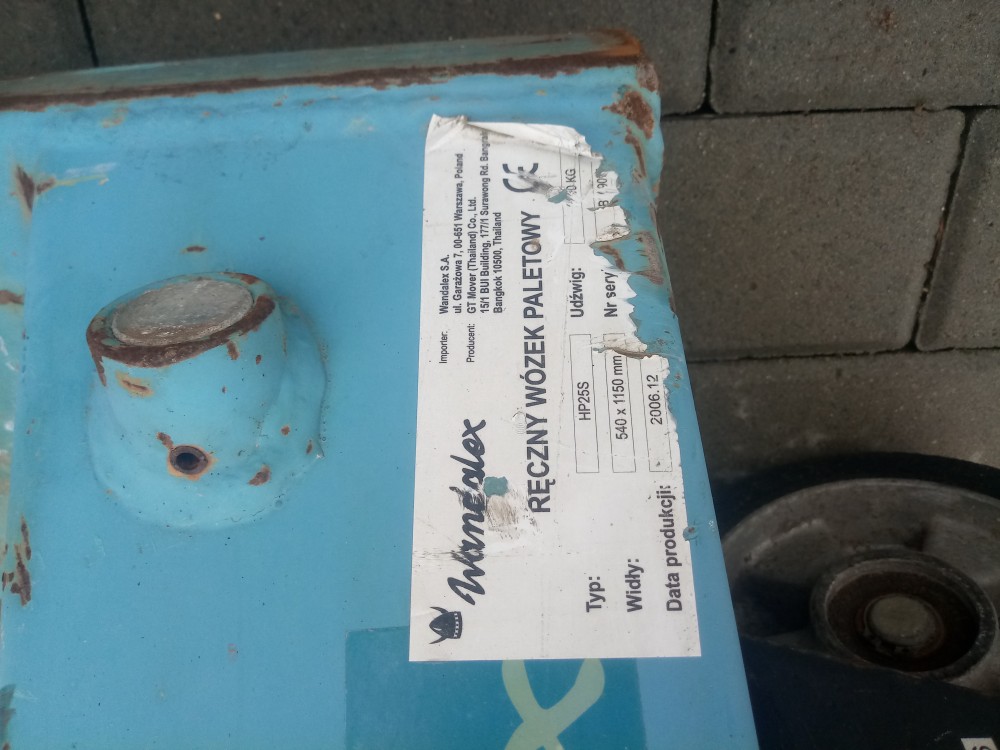 Wandalex
Importer: Wandalex S.A.
ul. Garażowa 7, 00-651 Warszawa, Poland
Producent: GT Mover (Thailand) Co., Ltd.
15/1 BUI Building, 177/1 Surawong Rd.
Bangkok 10500, Thailand
RĘCZNY WÓZEK PALETOWY CE
Typ: HP25S Udźwig: KG
Widły: 540 x 1150 mm Nr sery
Data produkcji: 2006.12